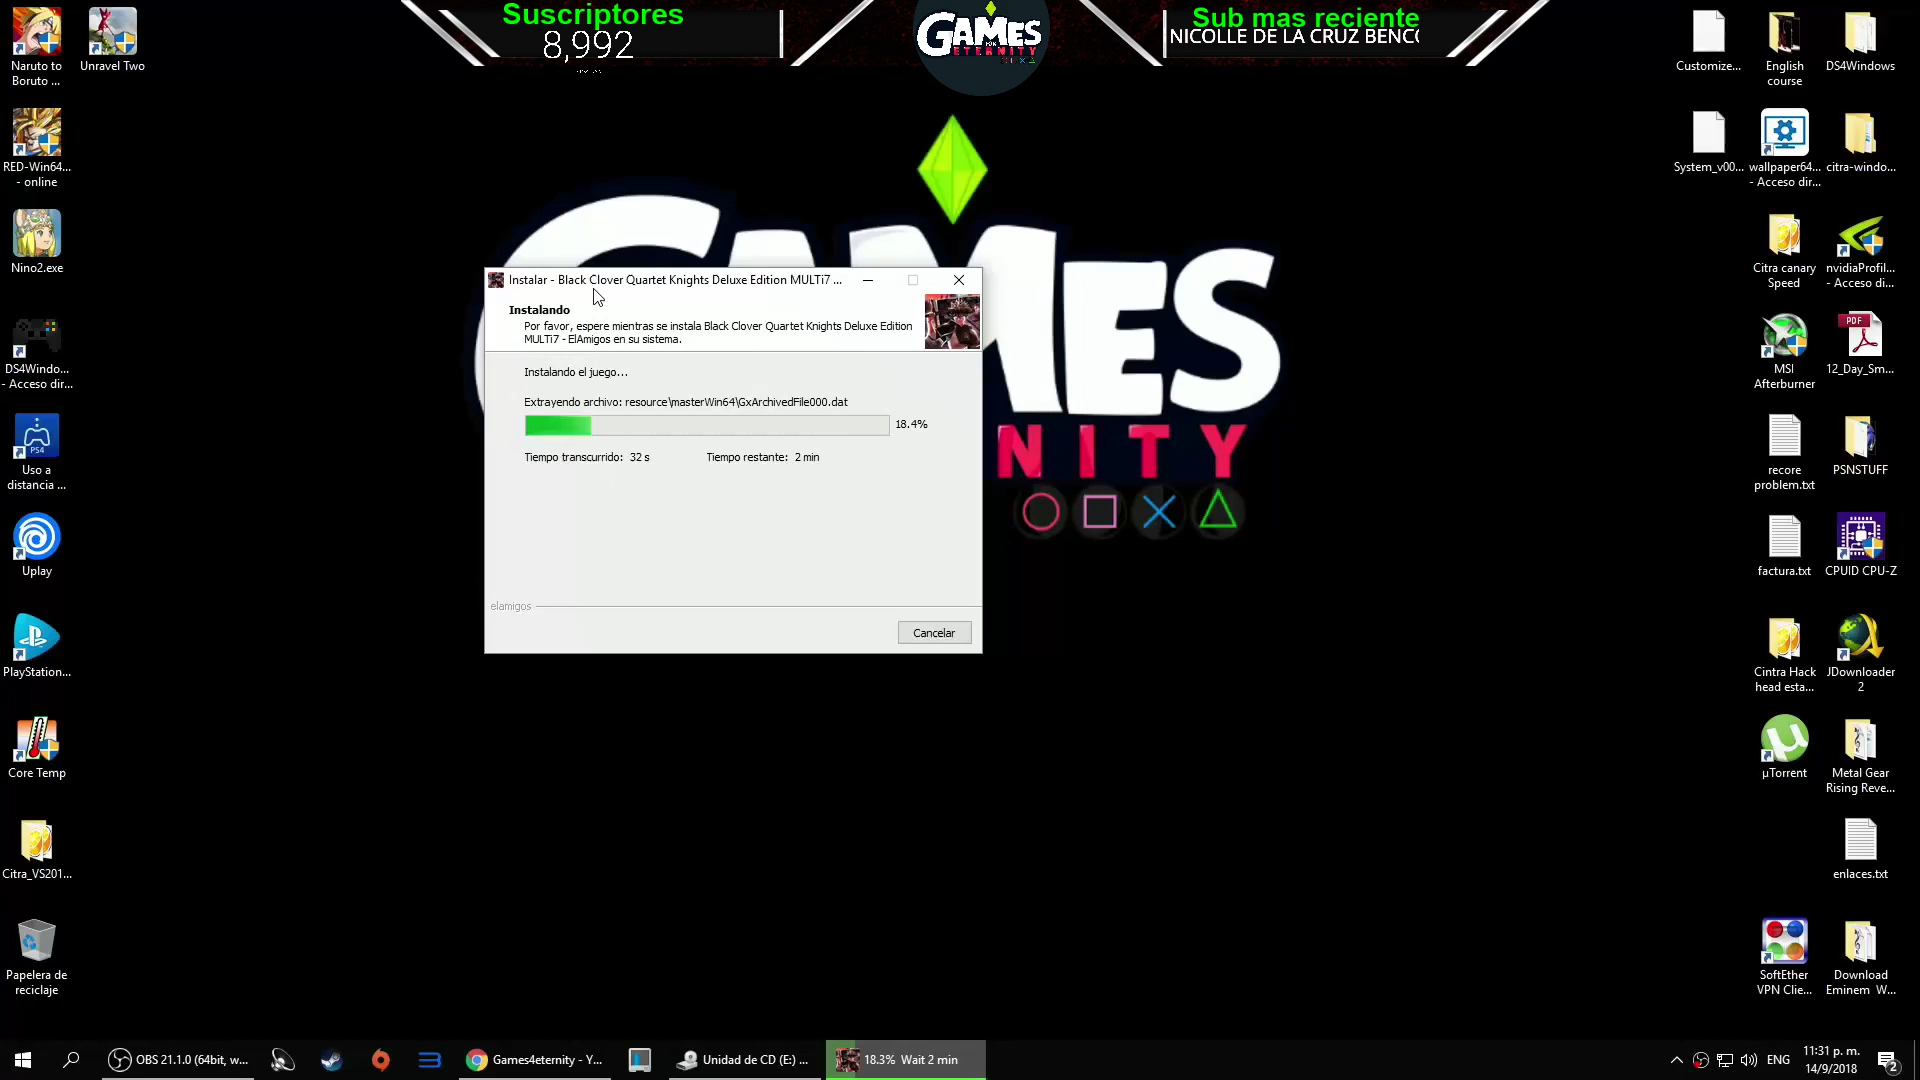 Suscriptores
8,992
GAMES
FOR
ETERNITY
Sub mas reciente
NICOLLE DE LA CRUZ BENCO
Naruto to
Boruto ...
Unravel Two
RED-Win64...
- online
Nino2.exe
DS4Windo...
- Acceso dir...
PS4
Uso a
distancia ...
Uplay
PlayStation...
Core Temp
Citra_VS201...
Papelera de
reciclaje
GAMES
NITY
Instalar - Black Clover Quartet Knights Deluxe Edition MULTi7 ...
Instalando
Por favor, espere mientras se instala Black Clover Quartet Knights Deluxe Edition
MULTi7 - ElAmigos en su sistema.
Instalando el juego...
Extrayendo archivo: resource\masterWin64\GxArchivedFile000.dat
18.4%
Tiempo transcurrido: 32 s
Tiempo restante: 2 min
elamigos
Cancelar
Customize...
English
course
DS4Windows
System_v00...
wallpaper64...
- Acceso dir...
citra-windo...
Citra canary
Speed
nvidiaProfil...
- Acceso di...
MSI
Afterburner
PDF
12_Day_Sm...
recore
problem.txt
PSNSTUFF
factura.txt
CPUID CPU-Z
Cintra Hack
head esta...
JDownloader
2
µTorrent
Metal Gear
Rising Reve...
enlaces.txt
SoftEther
VPN Clie...
Download
Eminem W...
OBS 21.1.0 (64bit, w...
Games4eternity - Y...
Unidad de CD (E:) ...
18.3% Wait 2 min
ENG
11:31 p. m.
14/9/2018
2